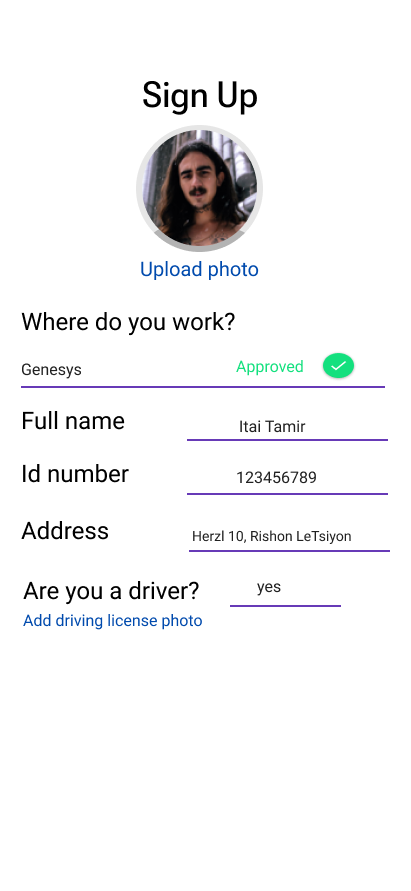 Sign Up
Upload photo
Where do you work?
Genesys Approved
Full name Itai Tamir
Id number 123456789
Address Herzl 10, Rishon LeTsiyon
Are you a driver? yes
Add driving license photo